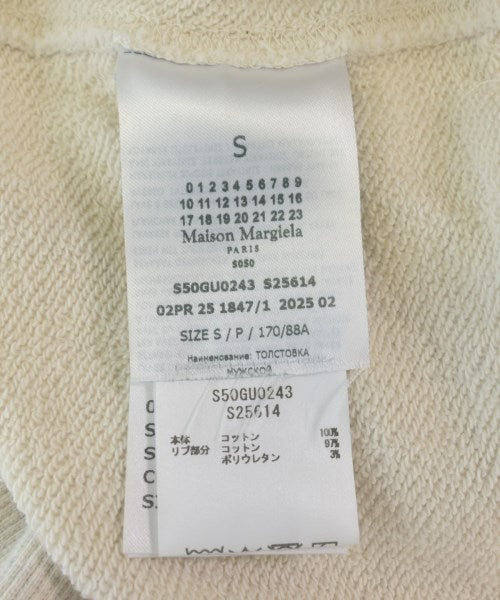 S
0 1 2 3 4 5 6 7 8 9
10 11 12 13 14 15 16
17 18 19 20 21 22 23
Maison Margiela
PARIS
S0S0
S50GU0243 S25614
02PR 25 1847/1 2025 02
SIZE S / P / 170/88A
Наименование: ТОЛСТОВКА
МУЖСКОЙ
S50GU0243
S25614
本体 コットン 100%
リブ部分 コットン 97%
ポリウレタン 3%